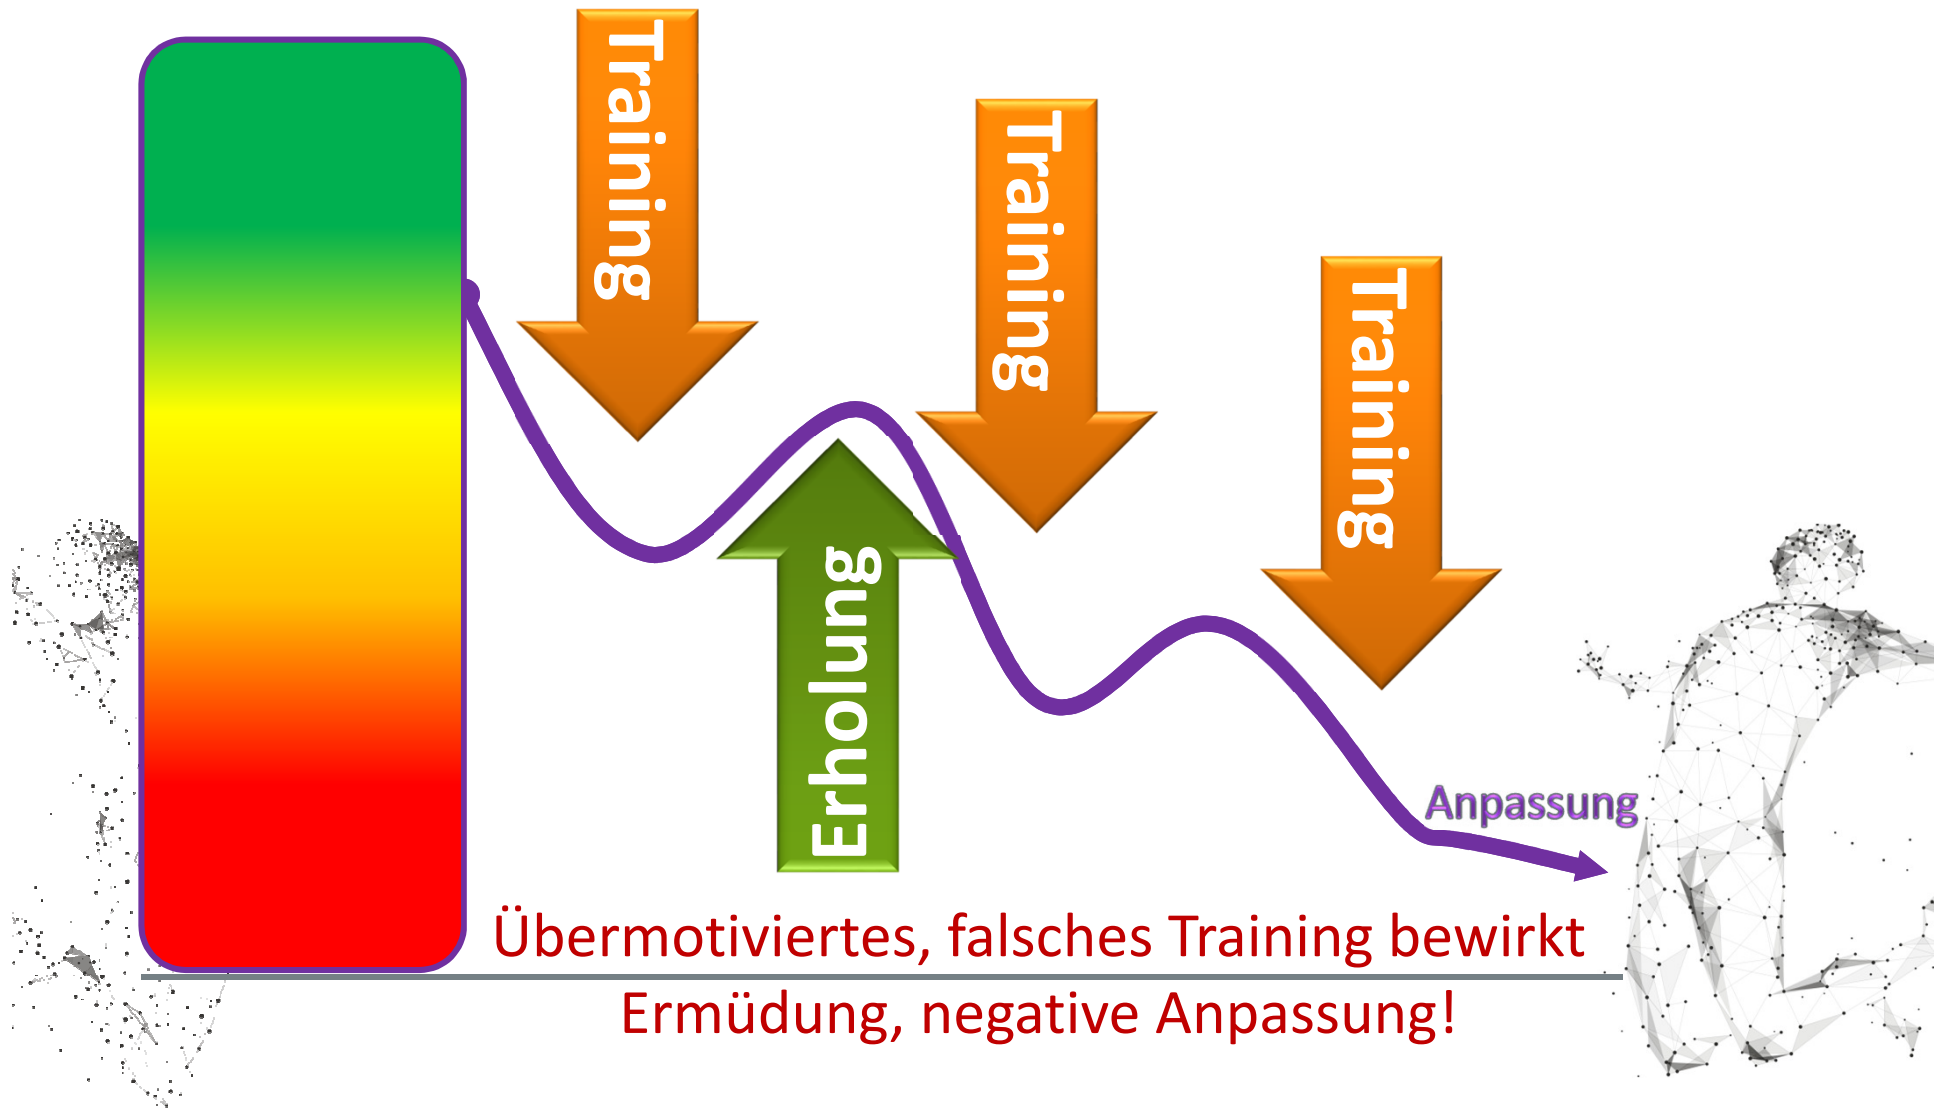 Training
Training
Training
Erholung
Anpassung
Übermotiviertes, falsches Training bewirkt
Ermüdung, negative Anpassung!